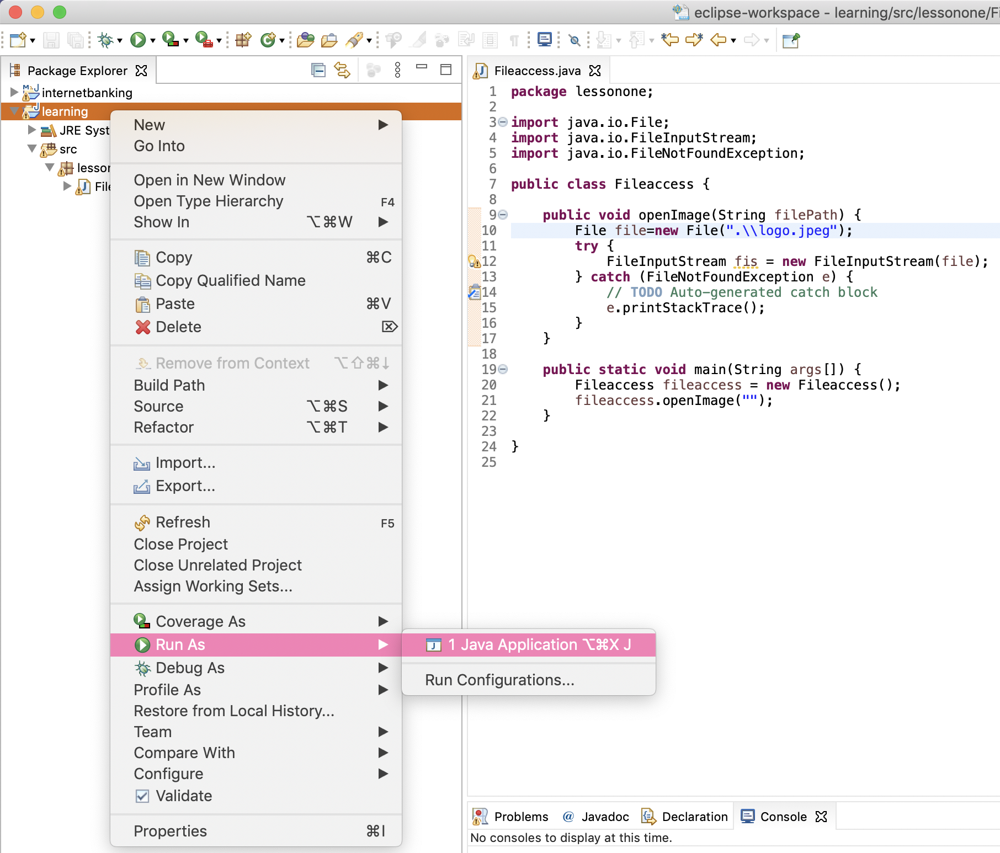 eclipse-workspace - learning/src/lessonone/Fi
Package Explorer
internetbanking
learning
JRE Syst
src
lesson
File
New
Go Into
Open in New Window
Open Type Hierarchy F4
Show In ⌥⌘W
Copy ⌘C
Copy Qualified Name
Paste ⌘V
Delete ⌦
Remove from Context ⌥⇧⌘↓
Build Path
Source ⌥⌘S
Refactor ⌥⌘T
Import...
Export...
Refresh F5
Close Project
Close Unrelated Project
Assign Working Sets...
Coverage As
Run As
Debug As
Profile As
Restore from Local History...
Team
Compare With
Configure
Validate
Properties ⌘I
1 Java Application ⌥⌘X J
Run Configurations...
Fileaccess.java
1 package lessonone;
2
3 import java.io.File;
4 import java.io.FileInputStream;
5 import java.io.FileNotFoundException;
6
7 public class Fileaccess {
8
9 public void openImage(String filePath) {
10 File file=new File(".\\logo.jpeg");
11 try {
12 FileInputStream fis = new FileInputStream(file);
13 } catch (FileNotFoundException e) {
14 // TODO Auto-generated catch block
15 e.printStackTrace();
16 }
17 }
18
19 public static void main(String args[]) {
20 Fileaccess fileaccess = new Fileaccess();
21 fileaccess.openImage("");
22 }
23
24 }
25
Problems @ Javadoc Declaration Console
No consoles to display at this time.